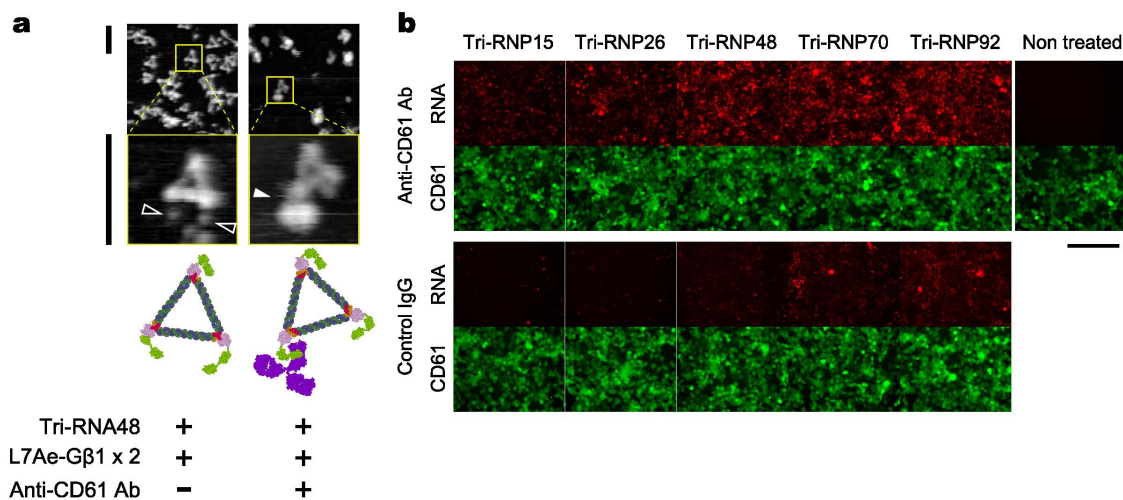 a
Tri-RNA48 + +
L7Ae-Gβ1 x 2 + +
Anti-CD61 Ab - +
b
Tri-RNP15 Tri-RNP26 Tri-RNP48 Tri-RNP70 Tri-RNP92 Non treated
Anti-CD61 Ab
RNA
CD61
Control IgG
RNA
CD61